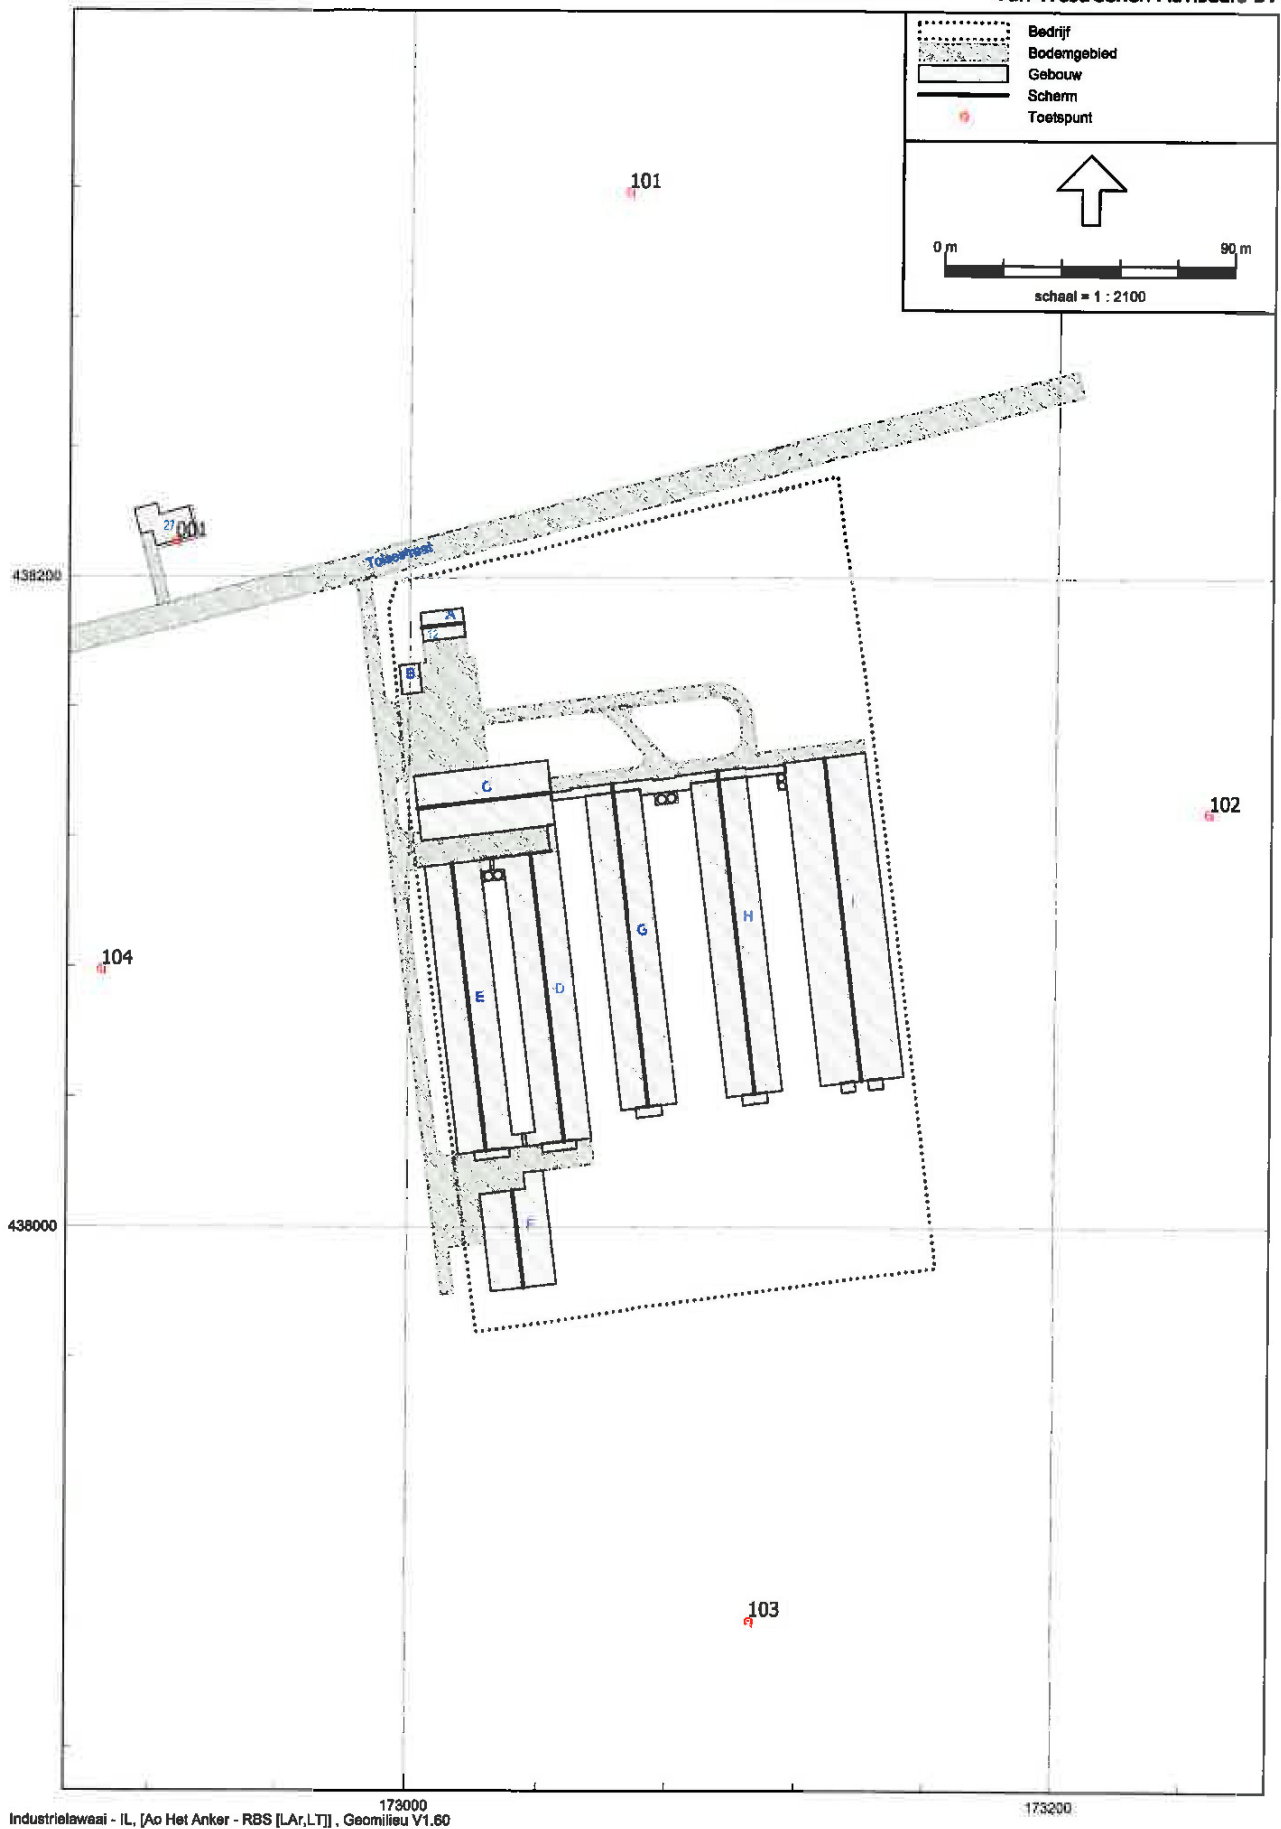 Bedrijf
Bodemgebied
Gebouw
Scherm
Toetspunt
0 m 90 m
schaal = 1 : 2100
101
27 001
438200
A
12
B
C
102
I
H
G
104
D
E
438000
F
103
173000 173200
Industrielawaai - IL, [Ao Het Anker - RBS [LAr,LT]] , Geomilieu V1.60